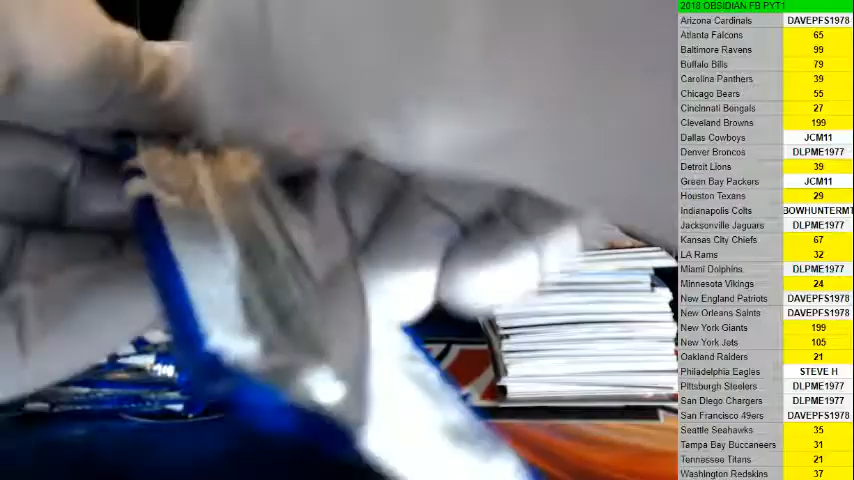 2018 OBSIDIAN FB PYT1
Arizona Cardinals DAVEPFS1978
Atlanta Falcons 65
Baltimore Ravens 99
Buffalo Bills 79
Carolina Panthers 39
Chicago Bears 55
Cincinnati Bengals 27
Cleveland Browns 199
Dallas Cowboys JCM11
Denver Broncos DLPME1977
Detroit Lions 39
Green Bay Packers JCM11
Houston Texans 29
Indianapolis Colts BOWHUNTERMT
Jacksonville Jaguars DLPME1977
Kansas City Chiefs 67
LA Rams 32
Miami Dolphins DLPME1977
Minnesota Vikings 24
New England Patriots DAVEPFS1978
New Orleans Saints DAVEPFS1978
New York Giants 199
New York Jets 105
Oakland Raiders 21
Philadelphia Eagles STEVE H
Pittsburgh Steelers DLPME1977
San Diego Chargers DLPME1977
San Francisco 49ers DAVEPFS1978
Seattle Seahawks 35
Tampa Bay Buccaneers 31
Tennessee Titans 21
Washington Redskins 37